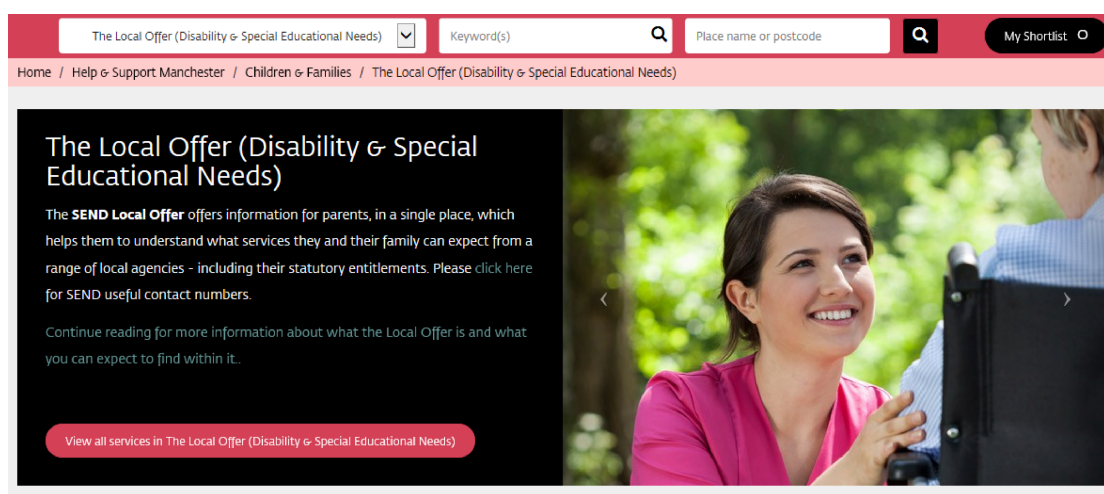 The Local Offer (Disability & Special Educational Needs)
Keyword(s)
Place name or postcode
My Shortlist 0
Home / Help & Support Manchester / Children & Families / The Local Offer (Disability & Special Educational Needs)
The Local Offer (Disability & Special
Educational Needs)
The SEND Local Offer offers information for parents, in a single place, which
helps them to understand what services they and their family can expect from a
range of local agencies - including their statutory entitlements. Please click here
for SEND useful contact numbers.
Continue reading for more information about what the Local Offer is and what
you can expect to find within it..
View all services in The Local Offer (Disability & Special Educational Needs)